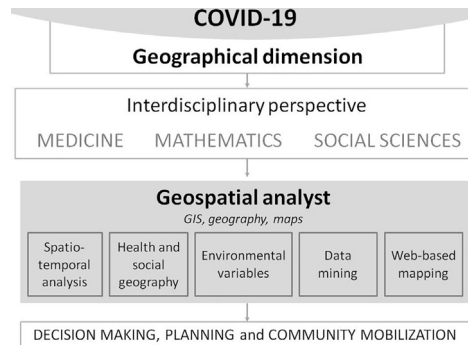 COVID-19
Geographical dimension
Interdisciplinary perspective
MEDICINE MATHEMATICS SOCIAL SCIENCES
Geospatial analyst
GIS, geography, maps
Spatio-
temporal
analysis
Health and
social
geography
Environmental
variables
Data
mining
Web-based
mapping
DECISION MAKING, PLANNING and COMMUNITY MOBILIZATION